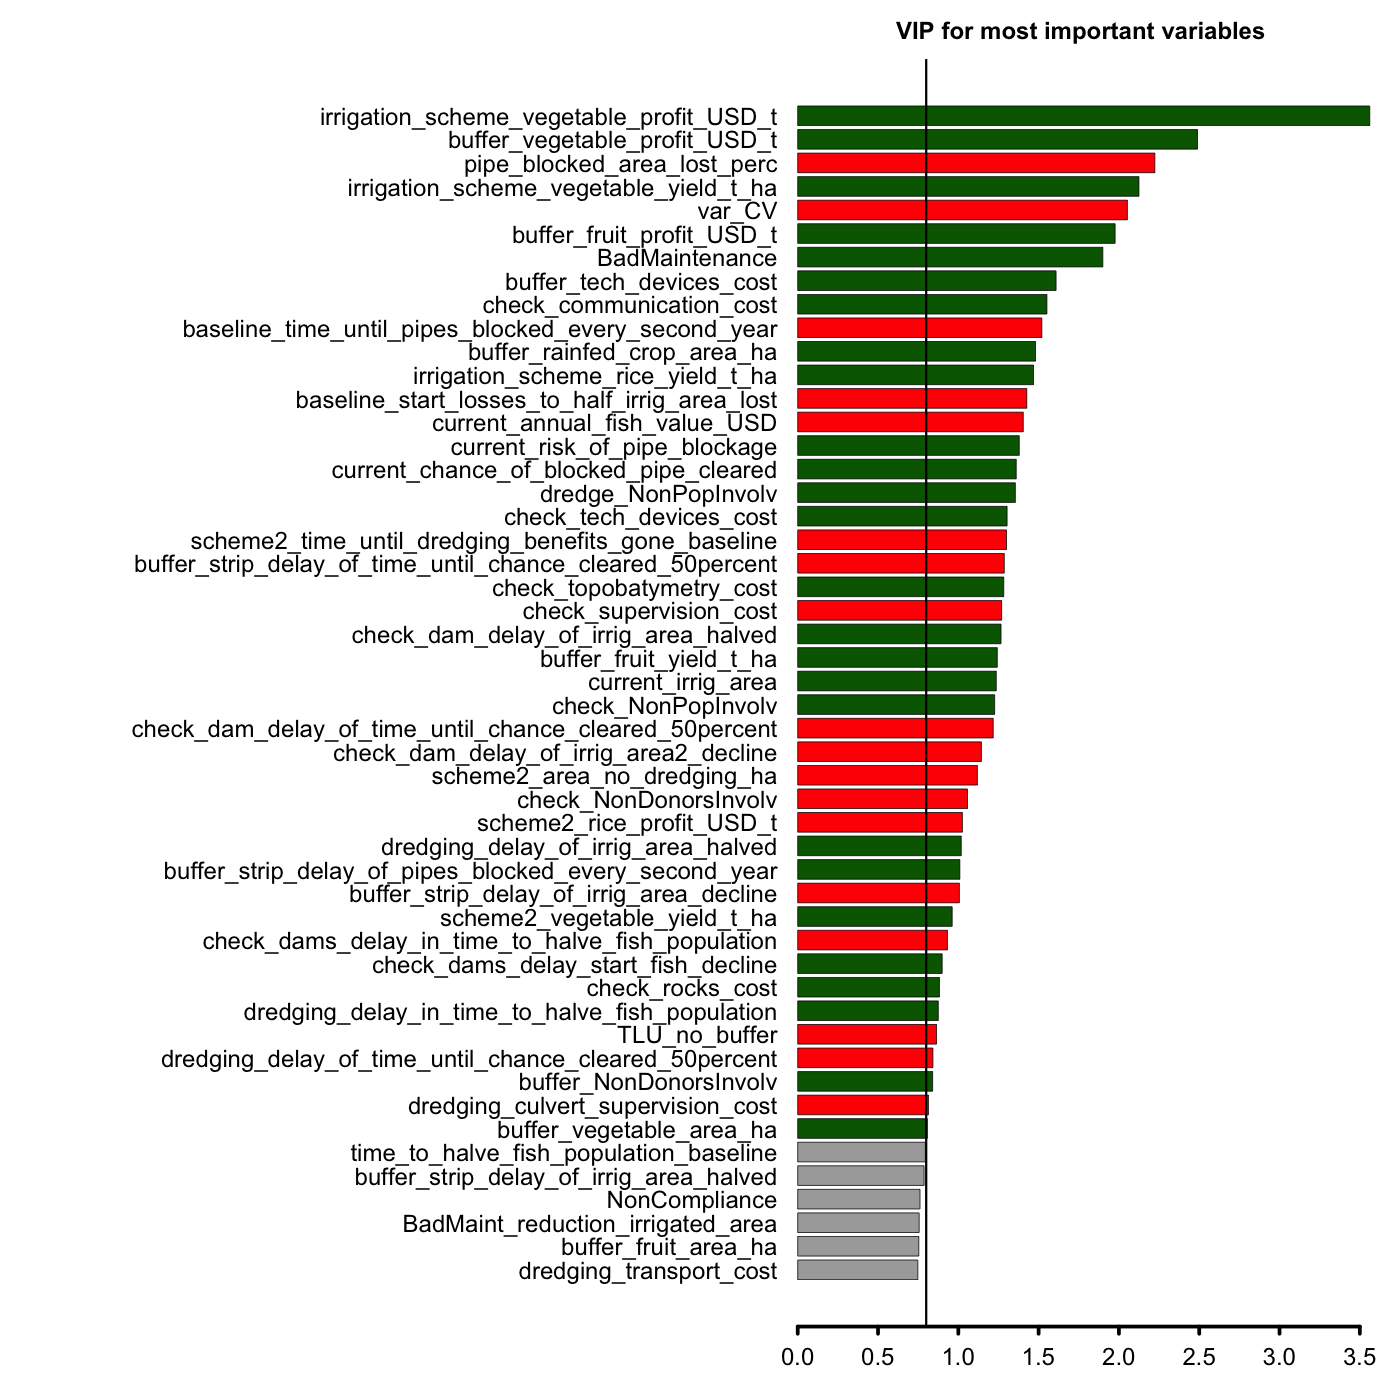 VIP for most important variables
irrigation_scheme_vegetable_profit_USD_t
buffer_vegetable_profit_USD_t
pipe_blocked_area_lost_perc
irrigation_scheme_vegetable_yield_t_ha
var_CV
buffer_fruit_profit_USD_t
BadMaintenance
buffer_tech_devices_cost
check_communication_cost
baseline_time_until_pipes_blocked_every_second_year
buffer_rainfed_crop_area_ha
irrigation_scheme_rice_yield_t_ha
baseline_start_losses_to_half_irrig_area_lost
current_annual_fish_value_USD
current_risk_of_pipe_blockage
current_chance_of_blocked_pipe_cleared
dredge_NonPopInvolv
check_tech_devices_cost
scheme2_time_until_dredging_benefits_gone_baseline
buffer_strip_delay_of_time_until_chance_cleared_50percent
check_topobatymetry_cost
check_supervision_cost
check_dam_delay_of_irrig_area_halved
buffer_fruit_yield_t_ha
current_irrig_area
check_NonPopInvolv
check_dam_delay_of_time_until_chance_cleared_50percent
check_dam_delay_of_irrig_area2_decline
scheme2_area_no_dredging_ha
check_NonDonorsInvolv
scheme2_rice_profit_USD_t
dredging_delay_of_irrig_area_halved
buffer_strip_delay_of_pipes_blocked_every_second_year
buffer_strip_delay_of_irrig_area_decline
scheme2_vegetable_yield_t_ha
check_dams_delay_in_time_to_halve_fish_population
check_dams_delay_start_fish_decline
check_rocks_cost
dredging_delay_in_time_to_halve_fish_population
TLU_no_buffer
dredging_delay_of_time_until_chance_cleared_50percent
buffer_NonDonorsInvolv
dredging_culvert_supervision_cost
buffer_vegetable_area_ha
time_to_halve_fish_population_baseline
buffer_strip_delay_of_irrig_area_halved
NonCompliance
BadMaint_reduction_irrigated_area
buffer_fruit_area_ha
dredging_transport_cost
0.0 0.5 1.0 1.5 2.0 2.5 3.0 3.5